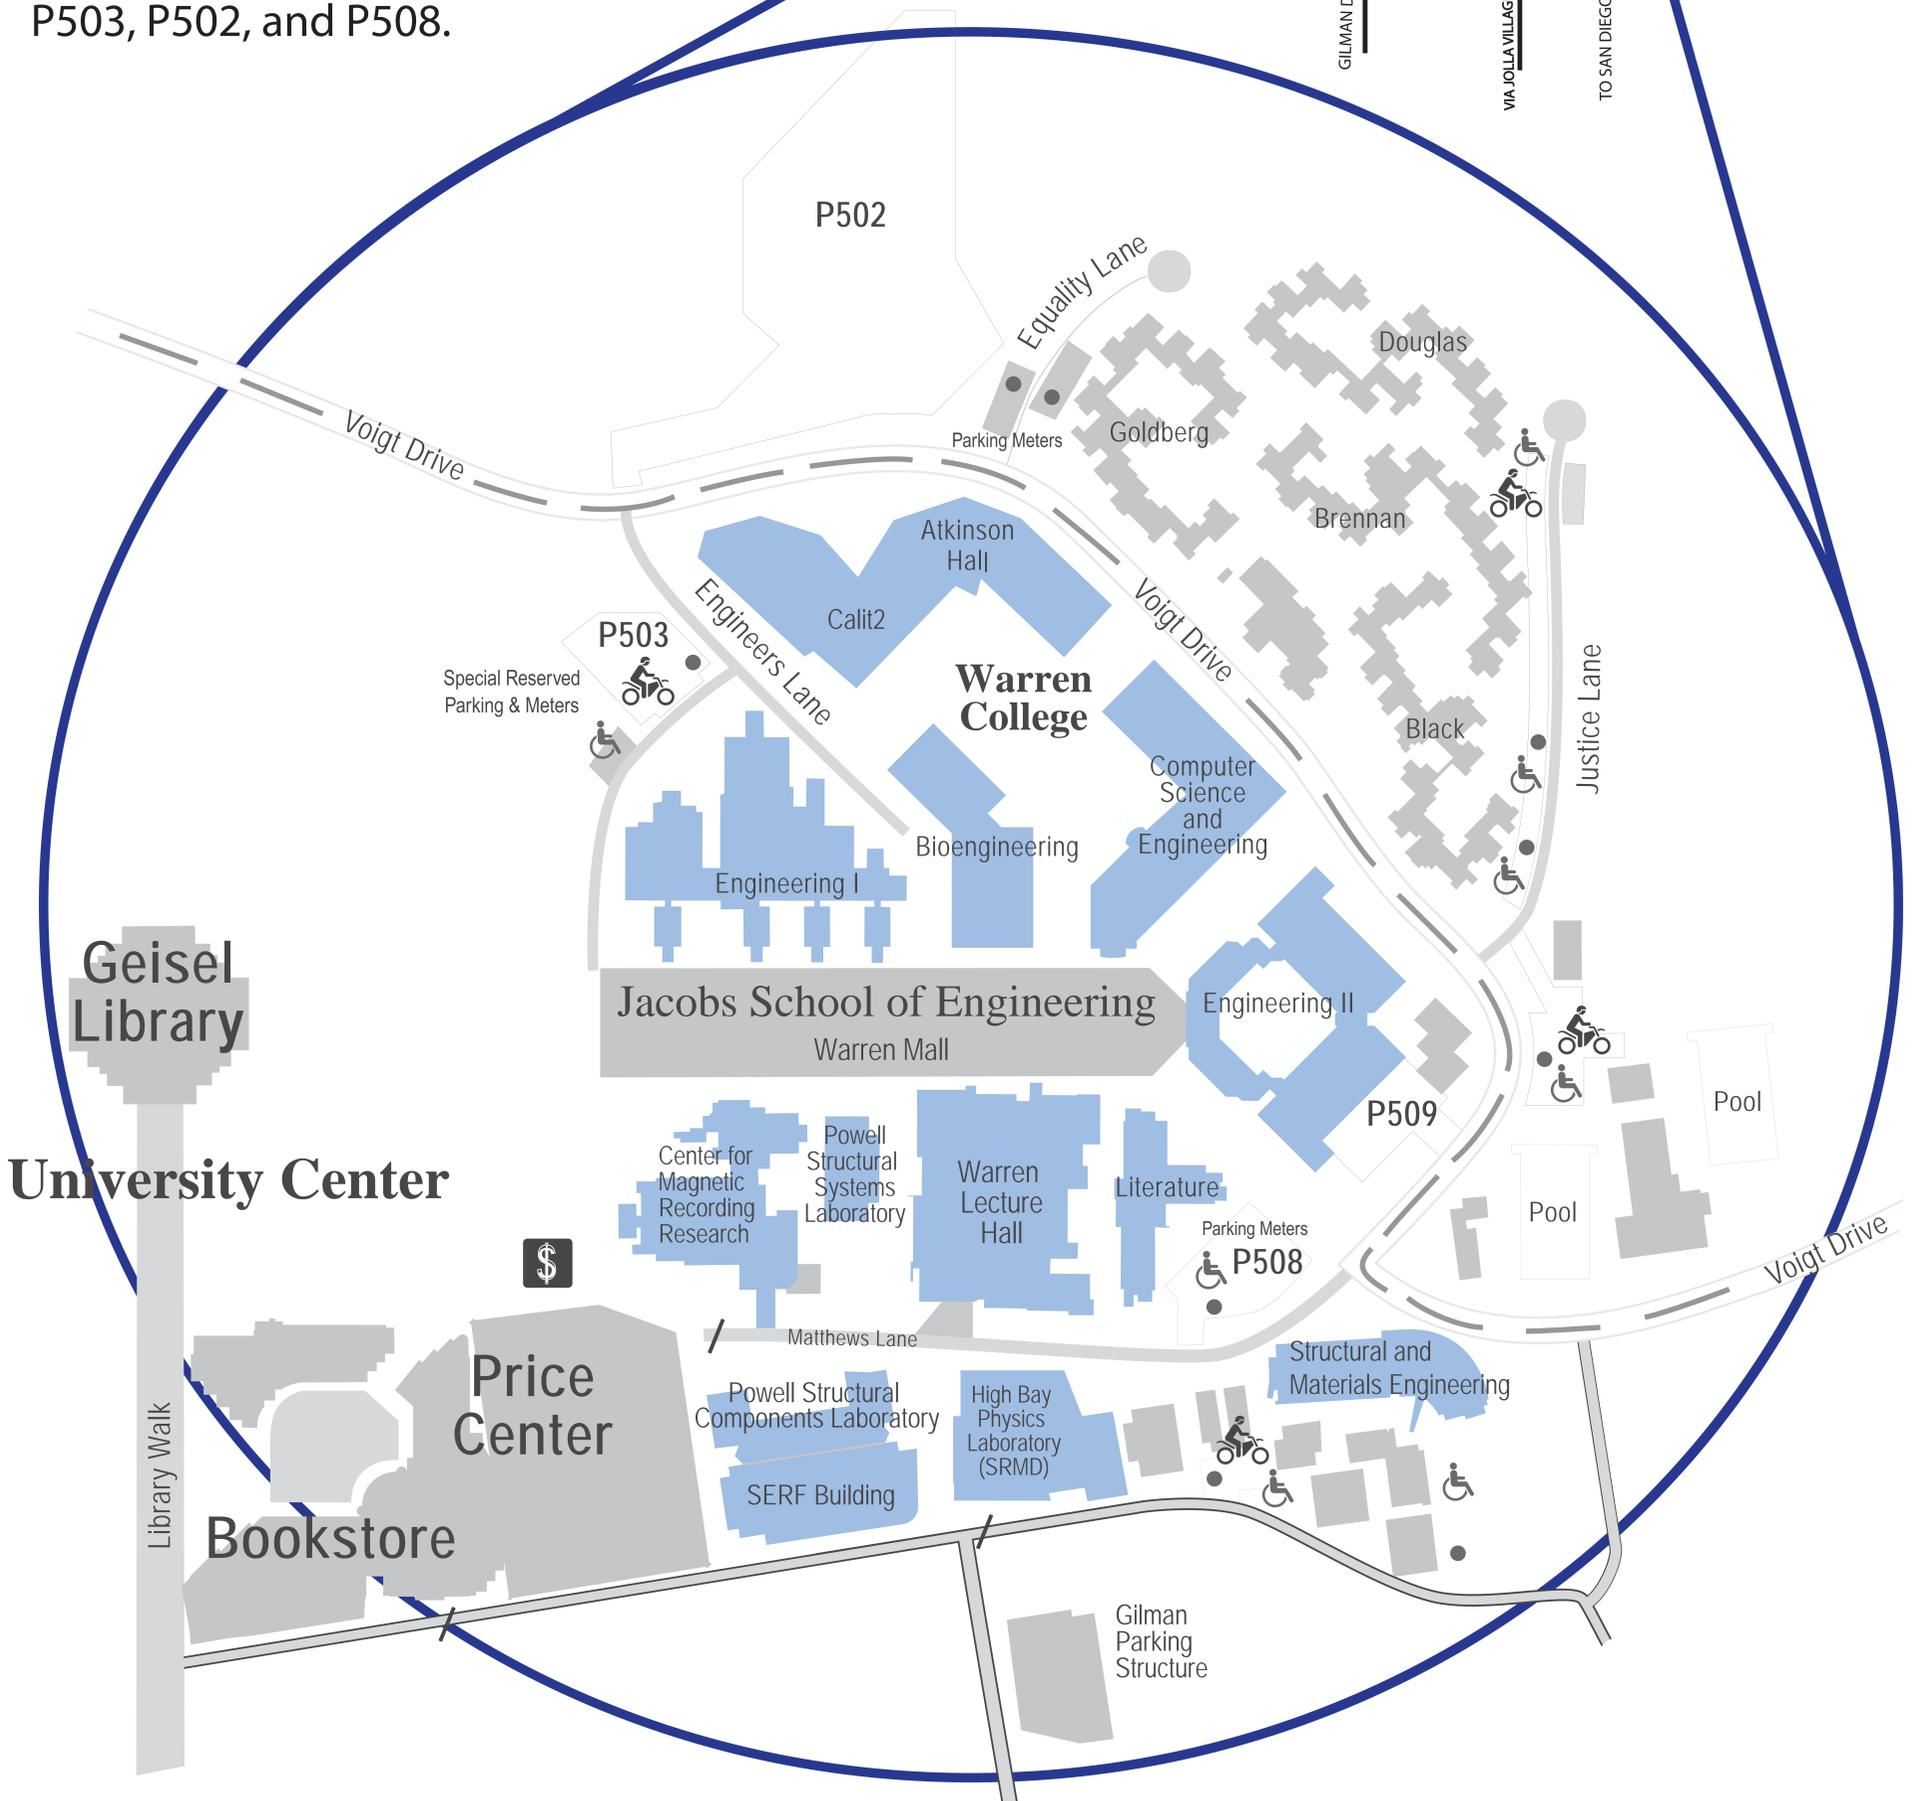 P503, P502, and P508.
GILMAN D
VIA JOLLA VILLAG
TO SAN DIEGO
P502
Equality Lane
Douglas
Voigt Drive
Parking Meters
Goldberg
Brennan
Atkinson
Hall
Calit2
Voigt Drive
Engineers Lane
P503
Special Reserved
Parking & Meters
Warren
College
Black
Justice Lane
Computer
Science
and
Engineering
Bioengineering
Engineering I
Geisel
Library
Jacobs School of Engineering
Warren Mall
Engineering II
P509
Pool
Pool
University Center
Center for
Magnetic
Recording
Research
Powell
Structural
Systems
Laboratory
Warren
Lecture
Hall
Literature
Parking Meters
P508
Voigt Drive
$
Matthews Lane
Price
Center
Structural and
Materials Engineering
Powell Structural
Components Laboratory
High Bay
Physics
Laboratory
(SRMD)
SERF Building
Library Walk
Bookstore
Gilman
Parking
Structure